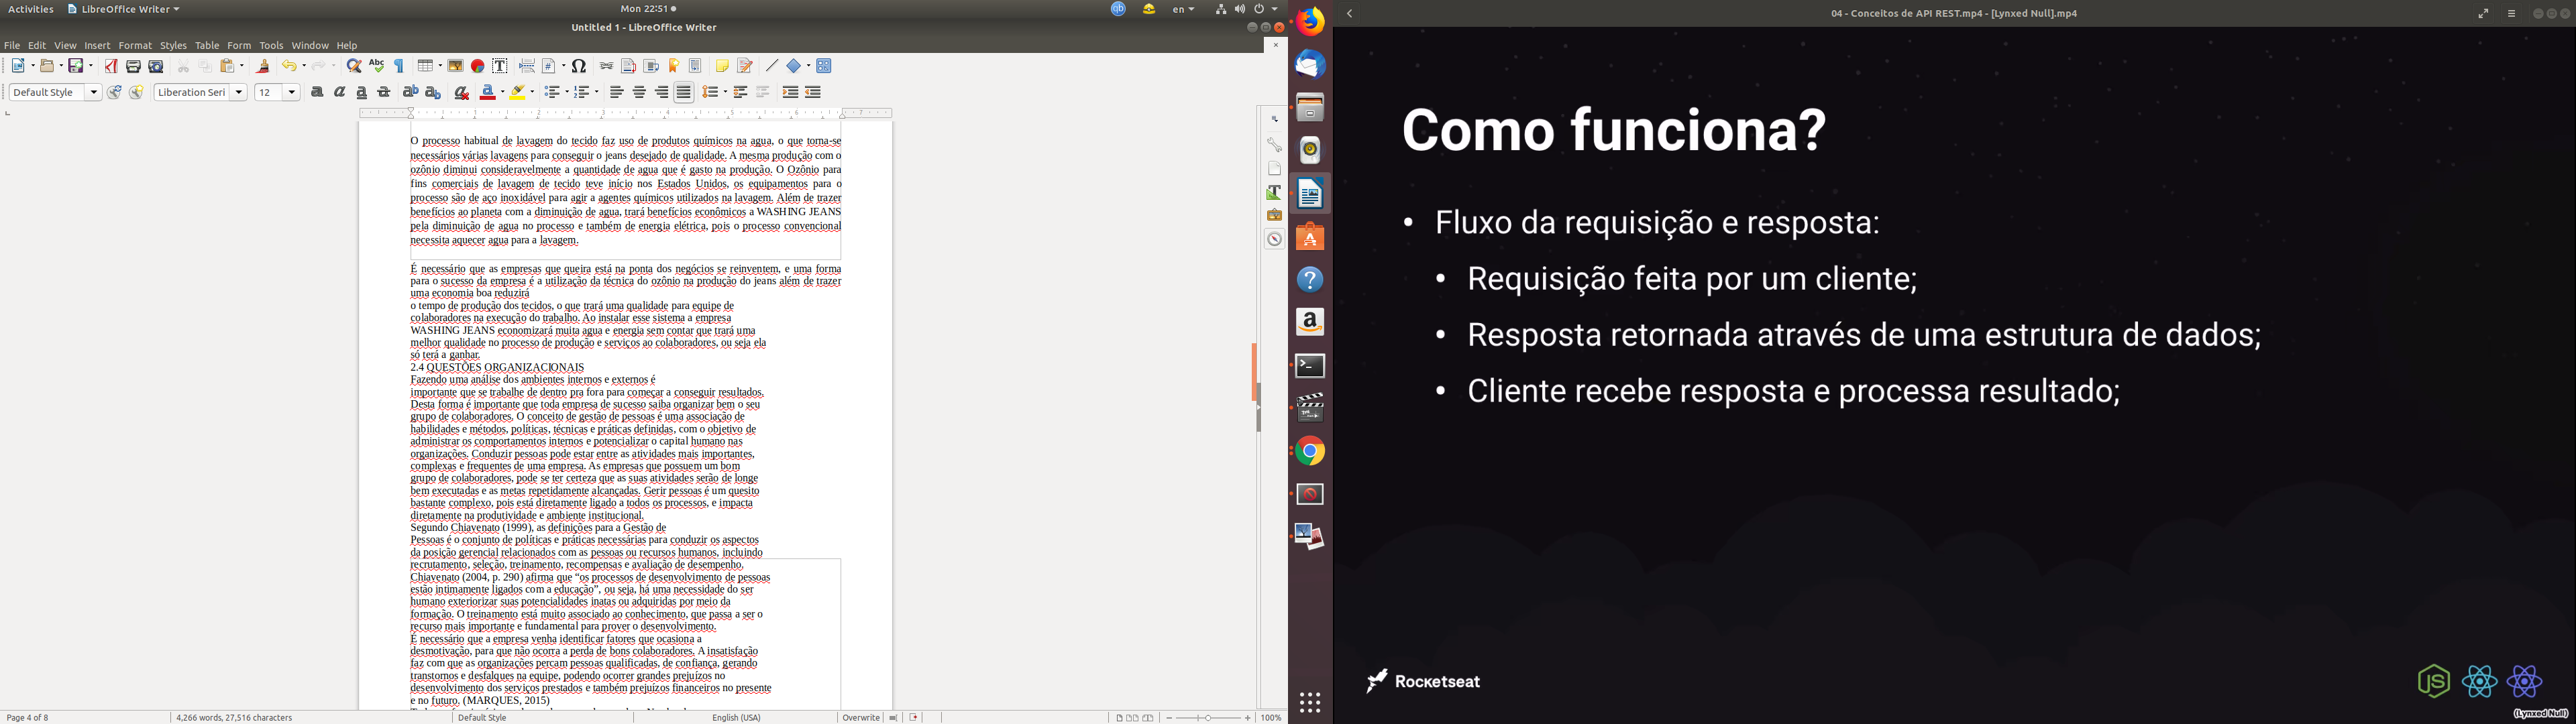 Activities LibreOffice Writer Mon 22:51 en
Untitled 1 - LibreOffice Writer
File Edit View Insert Format Styles Table Form Tools Window Help
Default Style Liberation Seri 12
O processo habitual de lavagem do tecido faz uso de produtos químicos na agua, o que torna-se
necessários várias lavagens para conseguir o jeans desejado de qualidade. A mesma produção com o
ozônio diminui consideravelmente a quantidade de agua que é gasto na produção. O Ozônio para
fins comerciais de lavagem de tecido teve início nos Estados Unidos, os equipamentos para o
processo são de aço inoxidável para agir a agentes químicos utilizados na lavagem. Além de trazer
benefícios ao planeta com a diminuição de agua, trará benefícios econômicos a WASHING JEANS
pela diminuição de agua no processo e também de energia elétrica, pois o processo convencional
necessita aquecer agua para a lavagem.
É necessário que as empresas que queira está na ponta dos negócios se reinventem, e uma forma
para o sucesso da empresa é a utilização da técnica do ozônio na produção do jeans além de trazer
uma economia boa reduzirá
o tempo de produção dos tecidos, o que trará uma qualidade para equipe de
colaboradores na execução do trabalho. Ao instalar esse sistema a empresa
WASHING JEANS economizará muita agua e energia sem contar que trará uma
melhor qualidade no processo de produção e serviços ao colaboradores, ou seja ela
só terá a ganhar.
2.4 QUESTÕES ORGANIZACIONAIS
Fazendo uma análise dos ambientes internos e externos é
importante que se trabalhe de dentro pra fora para começar a conseguir resultados.
Desta forma é importante que toda empresa de sucesso saiba organizar bem o seu
grupo de colaboradores. O conceito de gestão de pessoas é uma associação de
habilidades e métodos, políticas, técnicas e práticas definidas, com o objetivo de
administrar os comportamentos internos e potencializar o capital humano nas
organizações. Conduzir pessoas pode estar entre as atividades mais importantes,
complexas e frequentes de uma empresa. As empresas que possuem um bom
grupo de colaboradores, pode se ter certeza que as suas atividades serão de longe
bem executadas e as metas repetidamente alcançadas. Gerir pessoas é um quesito
bastante complexo, pois está diretamente ligado a todos os processos, e impacta
diretamente na produtividade e ambiente institucional.
Segundo Chiavenato (1999), as definições para a Gestão de
Pessoas é o conjunto de políticas e práticas necessárias para conduzir os aspectos
da posição gerencial relacionados com as pessoas ou recursos humanos, incluindo
recrutamento, seleção, treinamento, recompensas e avaliação de desempenho.
Chiavenato (2004, p. 290) afirma que “os processos de desenvolvimento de pessoas
estão intimamente ligados com a educação”, ou seja, há uma necessidade do ser
humano exteriorizar suas potencialidades inatas ou adquiridas por meio da
formação. O treinamento está muito associado ao conhecimento, que passa a ser o
recurso mais importante e fundamental para prover o desenvolvimento.
É necessário que a empresa venha identificar fatores que ocasiona a
desmotivação, para que não ocorra a perda de bons colaboradores. A insatisfação
faz com que as organizações percam pessoas qualificadas, de confiança, gerando
transtornos e desfalques na equipe, podendo ocorrer grandes prejuízos no
desenvolvimento dos serviços prestados e também prejuízos financeiros no presente
e no futuro. (MARQUES, 2015)
Page 4 of 8 4,266 words, 27,516 characters Default Style English (USA) Overwrite 100%
04 - Conceitos de API REST.mp4 - [Lynxed Null].mp4
Como funciona?
• Fluxo da requisição e resposta:
• Requisição feita por um cliente;
• Resposta retornada através de uma estrutura de dados;
• Cliente recebe resposta e processa resultado;
Rocketseat
(Lynxed Null)